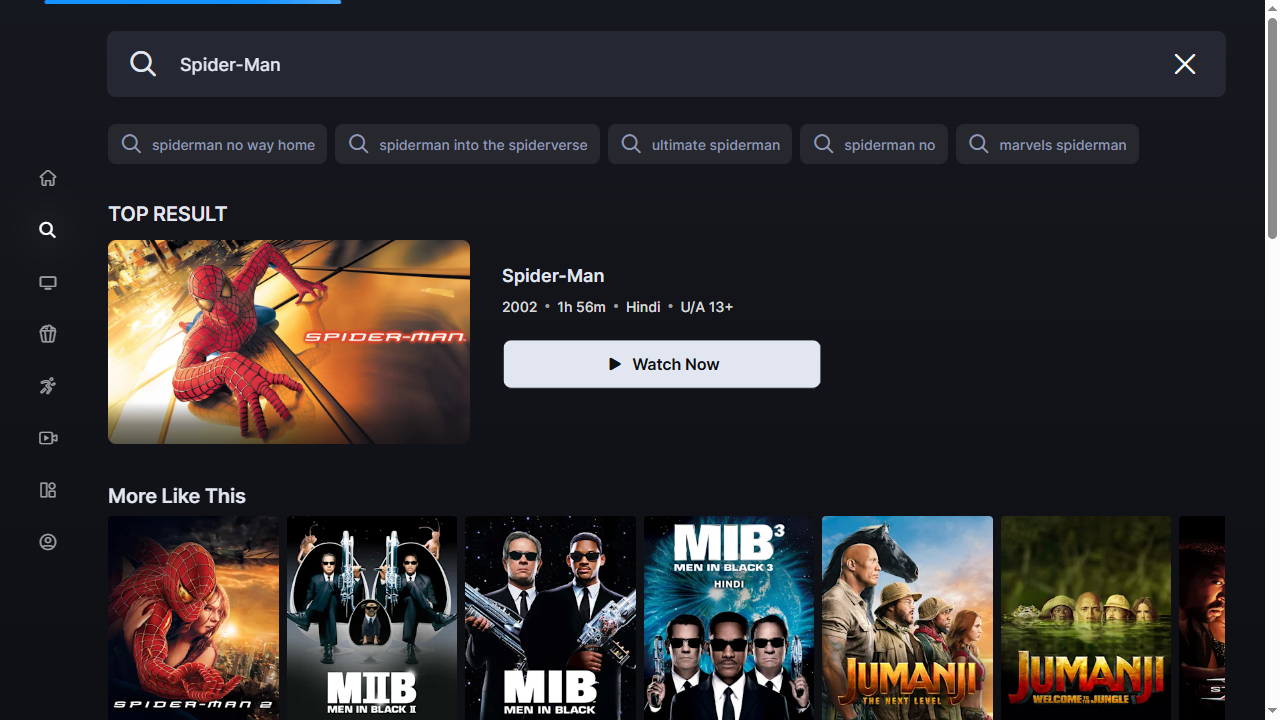 Spider-Man
spiderman no way home
spiderman into the spiderverse
ultimate spiderman
spiderman no
marvels spiderman
TOP RESULT
SPIDER-MAN
Spider-Man
2002 • 1h 56m • Hindi • U/A 13+
Watch Now
More Like This
SPIDER-MAN 2
MIIB
MEN IN BLACK II
MIB
MEN IN BLACK
MIB3
MEN IN BLACK 3
HINDI
JUMANJI
THE NEXT LEVEL
JUMANJI
WELCOME TO THE JUNGLE